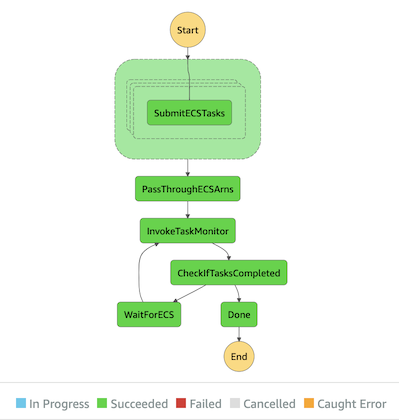 Start
SubmitECSTasks
PassThroughECSArns
InvokeTaskMonitor
CheckIfTasksCompleted
WaitForECS Done
End
In Progress Succeeded Failed Cancelled Caught Error